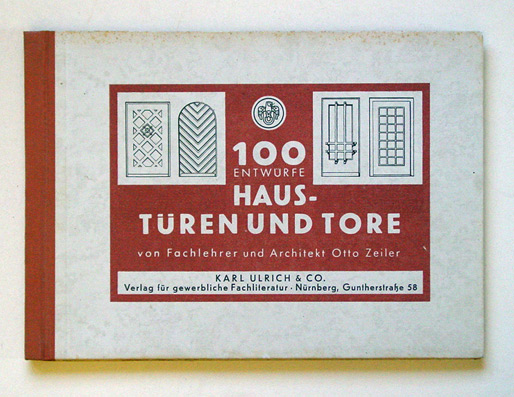 100
ENTWÜRFE
HAUS-
TÜREN UND TORE
von Fachlehrer und Architekt Otto Zeiler
KARL ULRICH & CO.
Verlag für gewerbliche Fachliteratur · Nürnberg, Guntherstraße 58